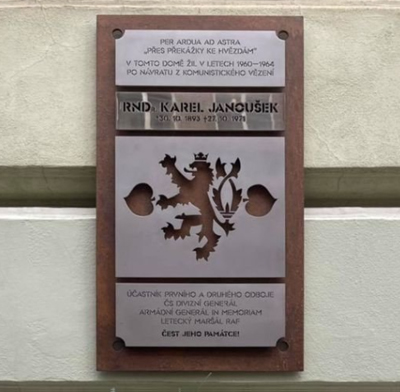 PER ARDUA AD ASTRA
„PŘES PŘEKÁŽKY KE HVĚZDÁM"
V TOMTO DOMĚ ŽIL V LETECH 1960–1964
PO NÁVRATU Z KOMUNISTICKÉHO VĚZENÍ
RNDr. KAREL JANOUŠEK
*30. 10. 1893 †27. 10. 1971
ÚČASTNÍK PRVNÍHO A DRUHÉHO ODBOJE
ČS DIVIZNÍ GENERÁL
ARMÁDNÍ GENERÁL IN MEMORIAM
LETECKÝ MARŠÁL RAF
ČEST JEHO PAMÁTCE!